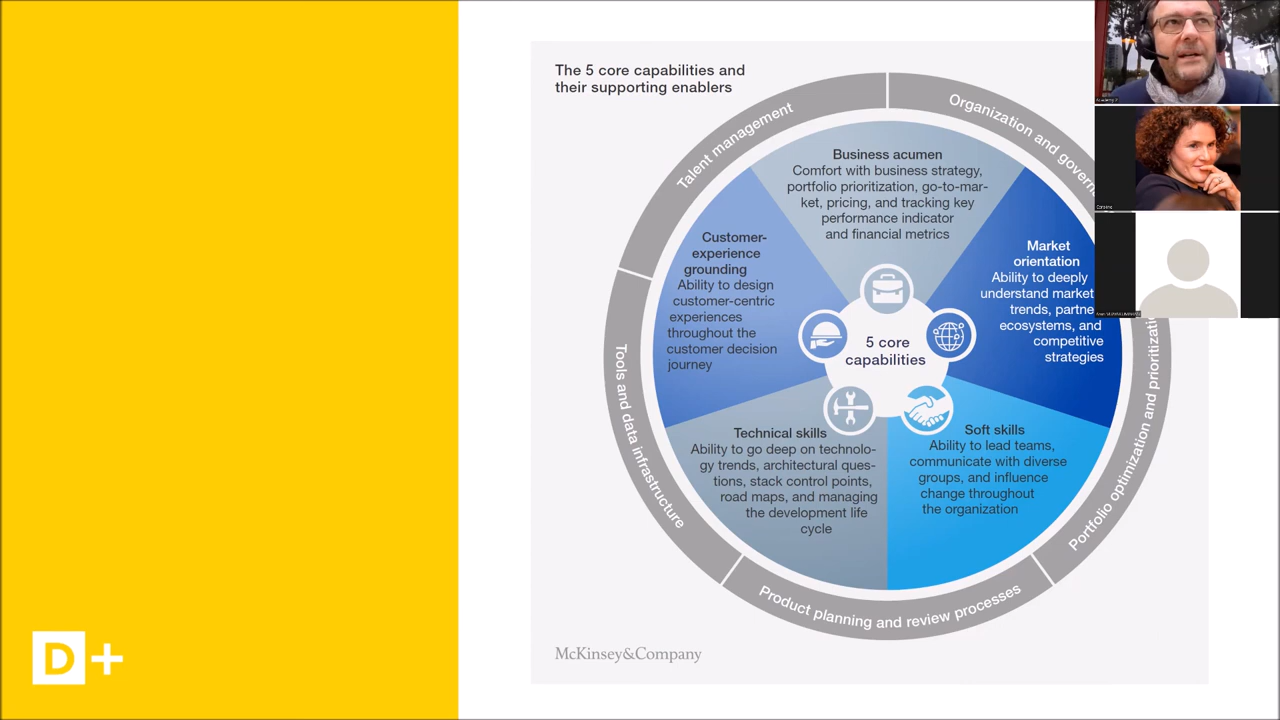 The 5 core capabilities and
their supporting enablers
Talent management
Organization and govern
Business acumen
Comfort with business strategy,
portfolio prioritization, go-to-mar-
ket, pricing, and tracking key
performance indicator
and financial metrics
Customer-
experience
grounding
Ability to design
customer-centric
experiences
throughout the
customer decision
journey
Market
orientation
Ability to deeply
understand market
trends, partne
ecosystems, and
competitive
strategies
5 core
capabilities
Technical skills
Ability to go deep on technolo-
gy trends, architectural ques-
tions, stack control points,
road maps, and managing
the development life
cycle
Soft skills
Ability to lead teams,
communicate with diverse
groups, and influence
change throughout
the organization
Tools and data infrastructure
Portfolio optimization and prioritizati
Product planning and review processes
McKinsey&Company
D+